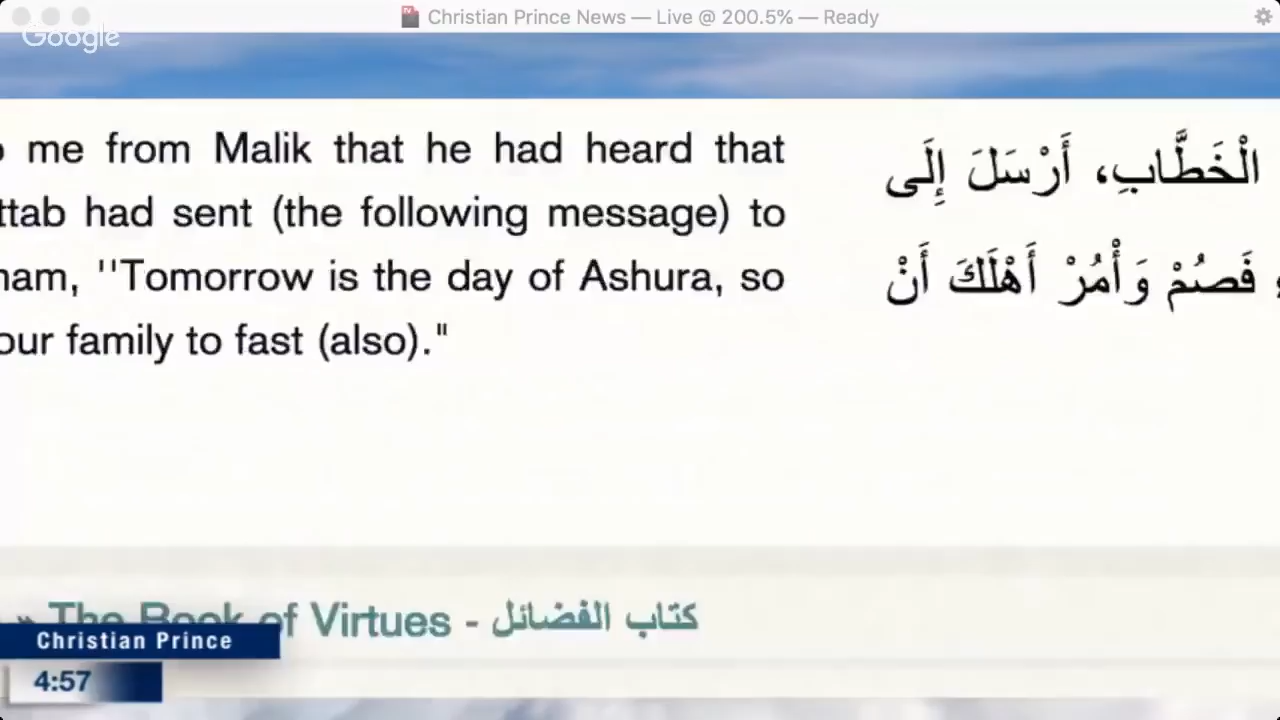 Christian Prince News — Live @ 200.5% — Ready
Google
me from Malik that he had heard that
ttab had sent (the following message) to
ham, ''Tomorrow is the day of Ashura, so
our family to fast (also)."
الْخَطَّابِ، أَرْسَلَ إِلَى
فَصُمْ وَأْمُرْ أَهْلَكَ أَنْ
» The Book of Virtues - كتاب الفضائل
Christian Prince
4:57